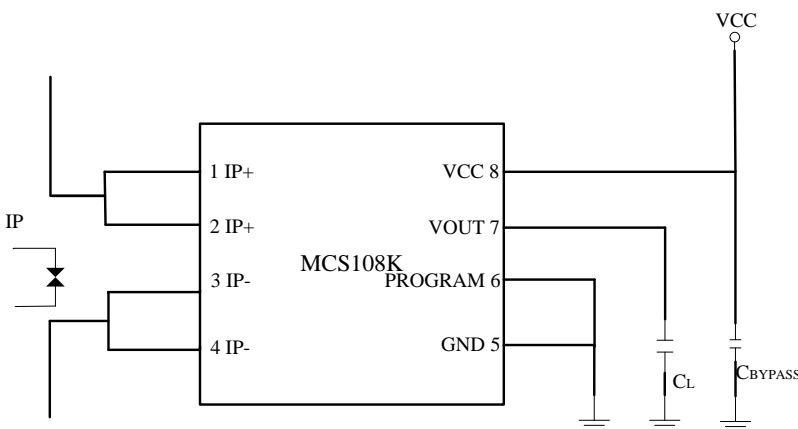 VCC
1 IP+
VCC 8
IP
2 IP+
VOUT 7
MCS108K
3 IP-
PROGRAM 6
4 IP-
GND 5
CL
CBYPASS